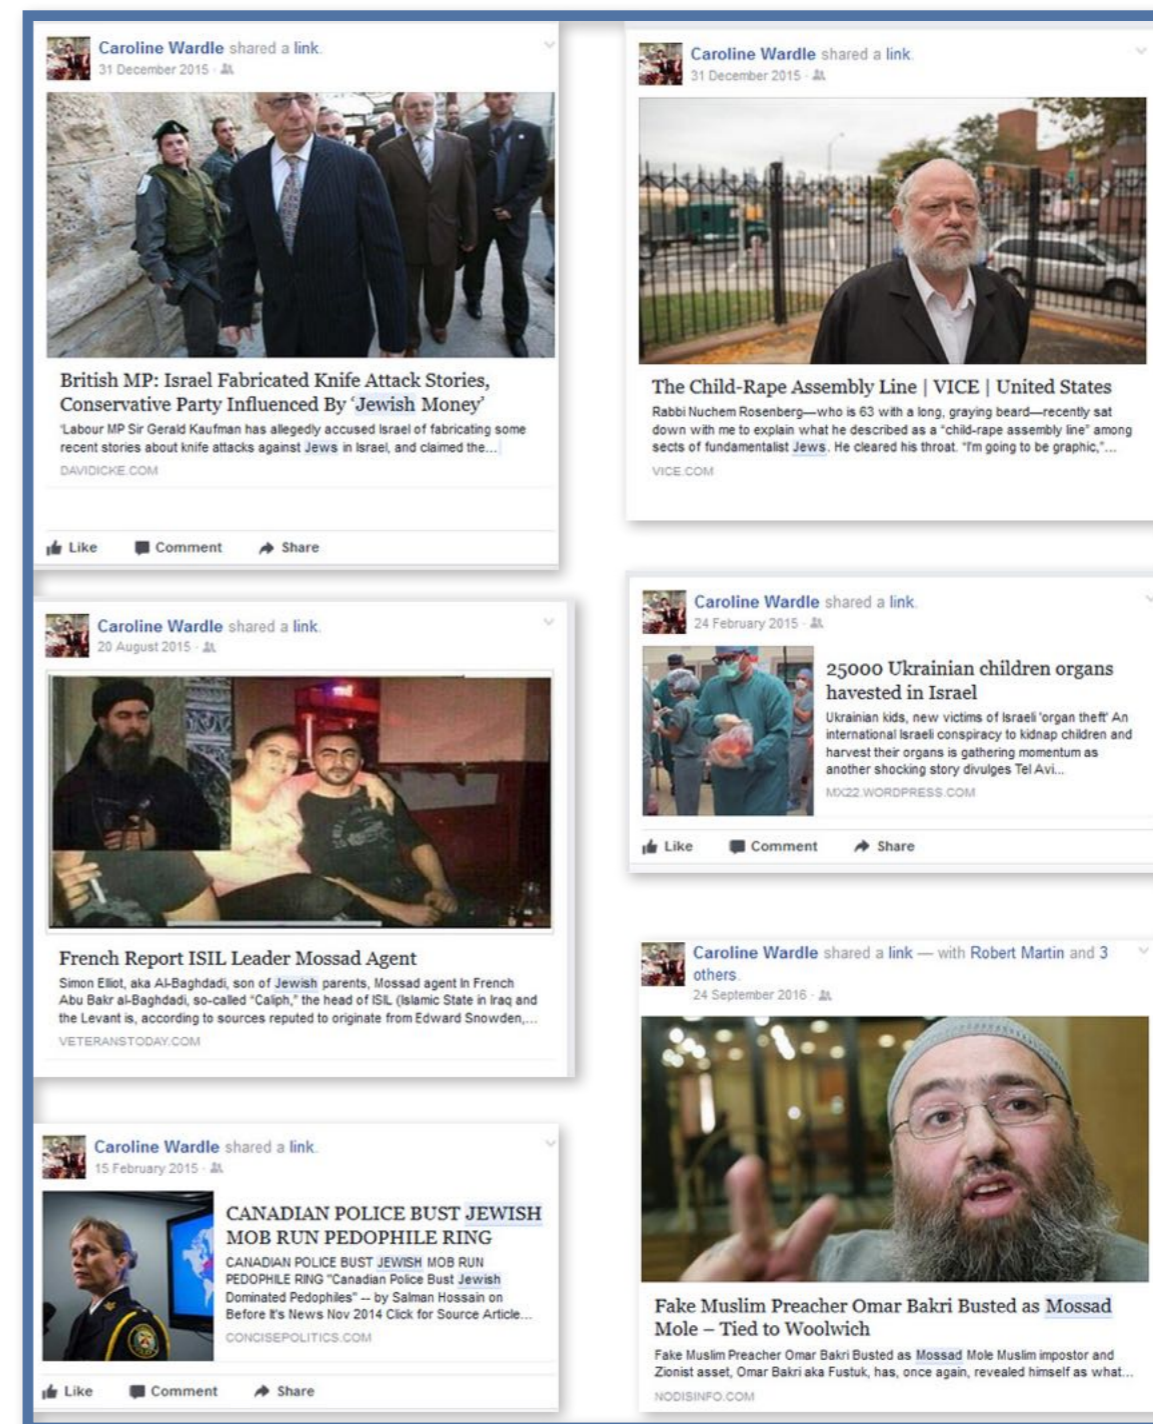 Caroline Wardle shared a link.
31 December 2015
British MP: Israel Fabricated Knife Attack Stories,
Conservative Party Influenced By ‘Jewish Money’
'Labour MP Sir Gerald Kaufman has allegedly accused Israel of fabricating some
recent stories about knife attacks against Jews in Israel, and claimed the...
DAVIDICKE.COM
Like Comment Share
Caroline Wardle shared a link.
20 August 2015
French Report ISIL Leader Mossad Agent
Simon Elliot, aka Al-Baghdadi, son of Jewish parents, Mossad agent In French
Abu Bakr al-Baghdadi, so-called “Caliph,” the head of ISIL (Islamic State in Iraq and
the Levant is, according to sources reputed to originate from Edward Snowden,...
VETERANSTODAY.COM
Caroline Wardle shared a link.
15 February 2015
CANADIAN POLICE BUST JEWISH
MOB RUN PEDOPHILE RING
CANADIAN POLICE BUST JEWISH MOB RUN
PEDOPHILE RING "Canadian Police Bust Jewish
Dominated Pedophiles" -- by Salman Hossain on
Before It's News Nov 2014 Click for Source Article...
CONCISEPOLITICS.COM
Like Comment Share
Caroline Wardle shared a link.
31 December 2015
The Child-Rape Assembly Line | VICE | United States
Rabbi Nuchem Rosenberg—who is 63 with a long, graying beard—recently sat
down with me to explain what he described as a “child-rape assembly line” among
sects of fundamentalist Jews. He cleared his throat. “I'm going to be graphic,”...
VICE.COM
Caroline Wardle shared a link.
24 February 2015
25000 Ukrainian children organs
havested in Israel
Ukrainian kids, new victims of Israeli 'organ theft' An
international Israeli conspiracy to kidnap children and
harvest their organs is gathering momentum as
another shocking story divulges Tel Avi...
MX22.WORDPRESS.COM
Like Comment Share
Caroline Wardle shared a link — with Robert Martin and 3
others.
24 September 2016
Fake Muslim Preacher Omar Bakri Busted as Mossad
Mole – Tied to Woolwich
Fake Muslim Preacher Omar Bakri Busted as Mossad Mole Muslim impostor and
Zionist asset, Omar Bakri aka Fustuk, has, once again, revealed himself as what...
NODISINFO.COM